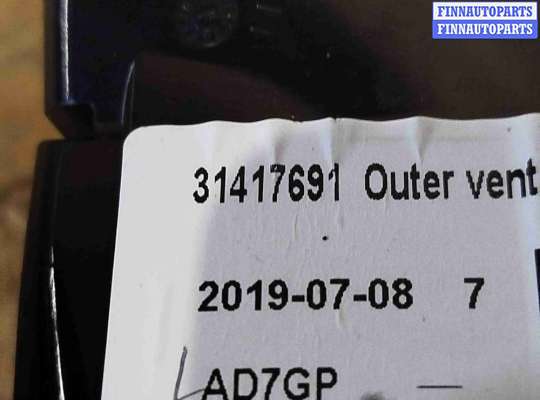 FINNAUTOPARTS
FINNAUTOPARTS
31417691 Outer vent
2019-07-08 7
AD7GP —